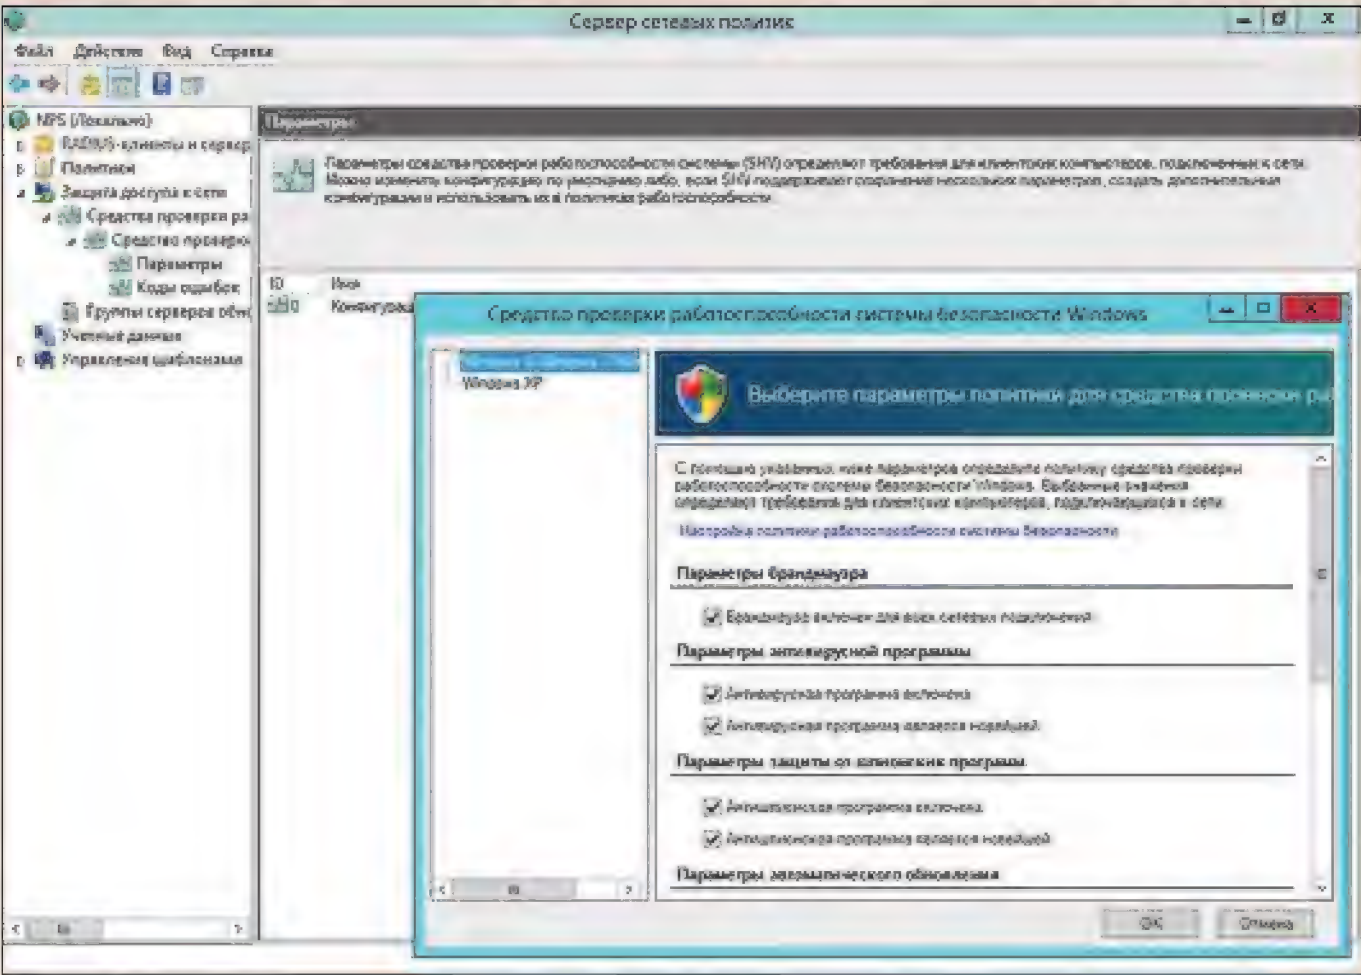 Сервер сетевых политик
Файл Действие Вид Справка
NPS (Локально)
RADIUS-клиенты и сервер
Политики
Защита доступа к сети
Средства проверки ра
Средство проверки
Параметры
Коды ошибок
Группы серверов обно
Учетные данные
Управление шаблонами
Параметры
Параметры средства проверки работоспособности системы (SHV) определяют требования для клиентских компьютеров, подключенных к сети.
Можно изменить конфигурацию по умолчанию либо, если SHV поддерживает сохранение нескольких параметров, создать дополнительные
конфигурации и использовать их в политиках работоспособности.
ID Имя
0 Конфигурац
Средство проверки работоспособности системы безопасности Windows
Windows XP
Выберите параметры политики для средства проверки ра
С помощью указанных ниже параметров определите политику средства проверки
работоспособности системы безопасности Windows. Выбранные значения
определяют требования для клиентских компьютеров, подключающихся к сети.
Настройка политики работоспособности системы безопасности
Параметры брандмауэра
Брандмауэр включен для всех сетевых подключений
Параметры антивирусной программы
Антивирусная программа включена
Антивирусная программа является новейшей
Параметры защиты от шпионских программ
Антишпионская программа включена
Антишпионская программа является новейшей
Параметры автоматического обновления
ОК Отмена